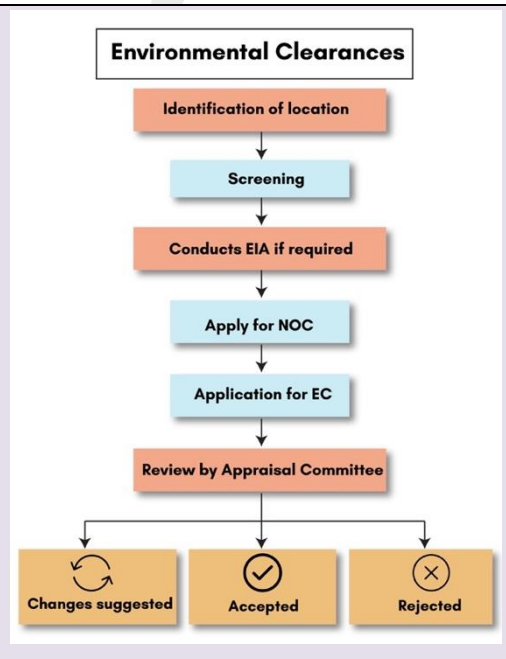 Environmental Clearances
Identification of location
Screening
Conducts EIA if required
Apply for NOC
Application for EC
Review by Appraisal Committee
Changes suggested
Accepted
Rejected